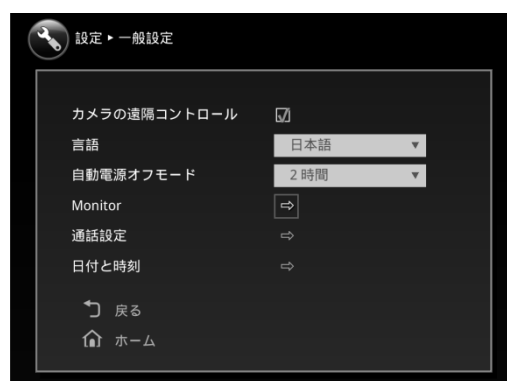 設定 ▸ 一般設定
カメラの遠隔コントロール
言語 日本語
自動電源オフモード 2 時間
Monitor
通話設定
日付と時刻
戻る
ホーム